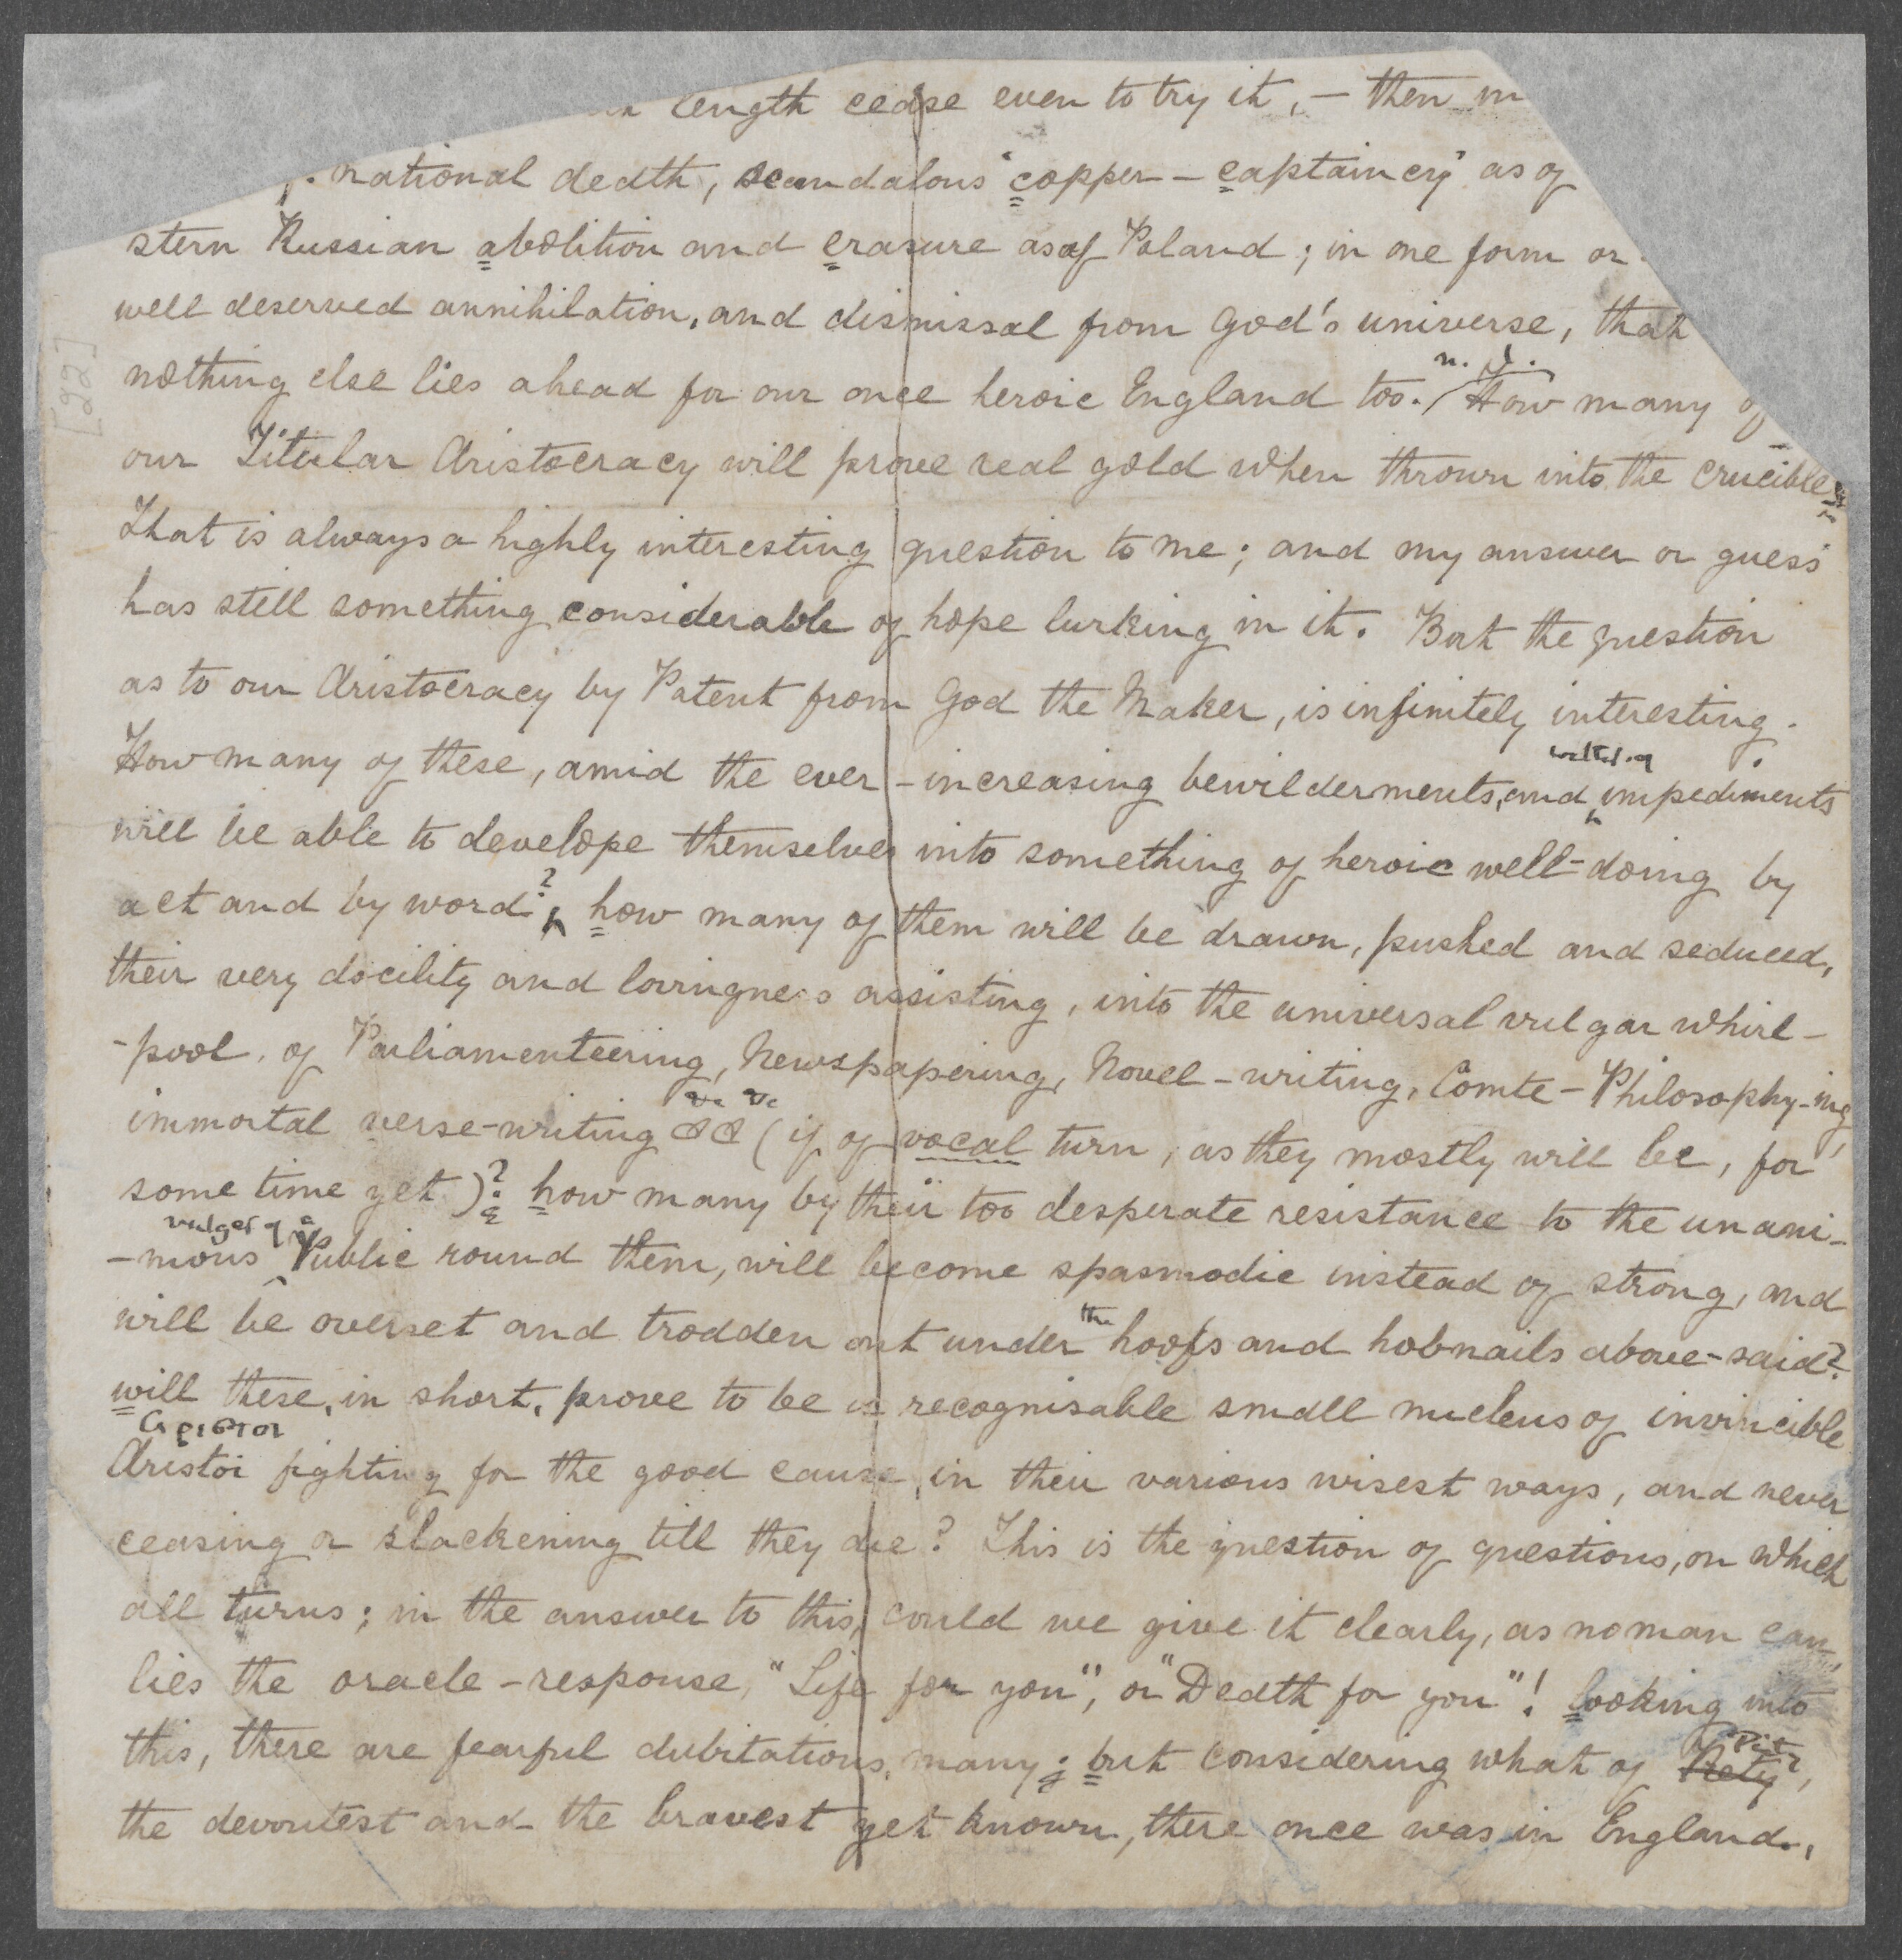 length cease even to try it, — then
national death, scandalous "copper-captaincy" as of
stern Russian abolition and erasure as of Poland; in one form or
well deserved annihilation, and dismissal from God's universe, that
nothing else lies ahead for our once heroic England too. / How many of
n. p.
our Titular Aristocracy will prove real gold when thrown into the crucible
That is always a highly interesting question to me; and my answer or guess
has still something considerable of hope lurking in it. But the question
as to our Aristocracy by Patent from God the Maker, is infinitely interesting.
How many of these, amid the ever-increasing bewilderments, and impediments
will be able to develope themselves into something of heroic well-doing by
act and by word? how many of them will be drawn, pushed and seduced,
their very docility and lovingness assisting, into the universal vulgar whirl-
-pool, of Parliamenteering, Newspapering, Novel-writing, Comte-Philosophy-ing,
immortal verse-writing &c &c (if of vocal turn, as they mostly will be, for
&c &c
some time yet)? how many by their too desperate resistance to the unani-
vulgar
-mous Public round them, will become spasmodic instead of strong, and
will be overset and trodden out under the hoofs and hobnails above-said?
will these, in short, prove to be a recognisable small nucleus of invincible
ἄριστοι
Aristoi fighting for the good cause, in their various wisest ways, and never
ceasing or slackening till they die? This is the question of questions, on which
all turns; in the answer to this, could we give it clearly, as no man can,
lies the oracle-response, "Life for you", or "Death for you"! looking into
this, there are fearful dubitations many; but considering what of Piety,
the devoutest and the bravest yet known, there once was in England,